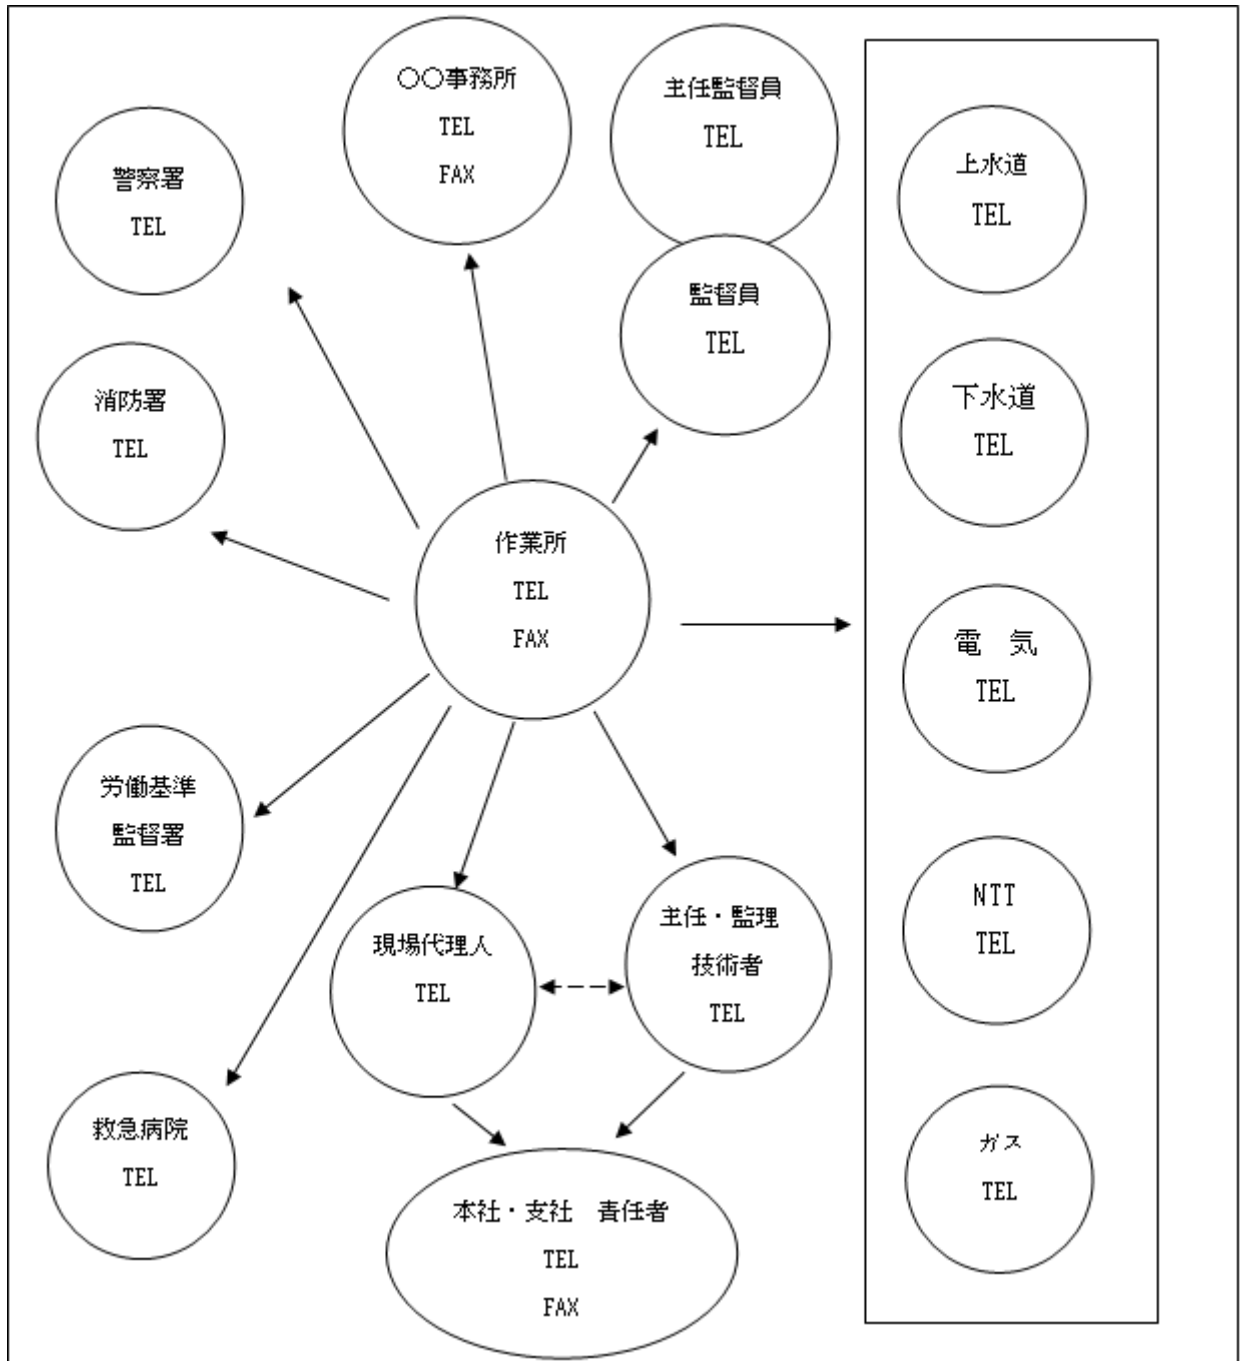 〇〇事務所
TEL
FAX
主任監督員
TEL
上水道
TEL
警察署
TEL
監督員
TEL
下水道
TEL
消防署
TEL
作業所
TEL
FAX
電　気
TEL
労働基準
監督署
TEL
現場代理人
TEL
主任・監理
技術者
TEL
NTT
TEL
救急病院
TEL
本社・支社　責任者
TEL
FAX
ガス
TEL